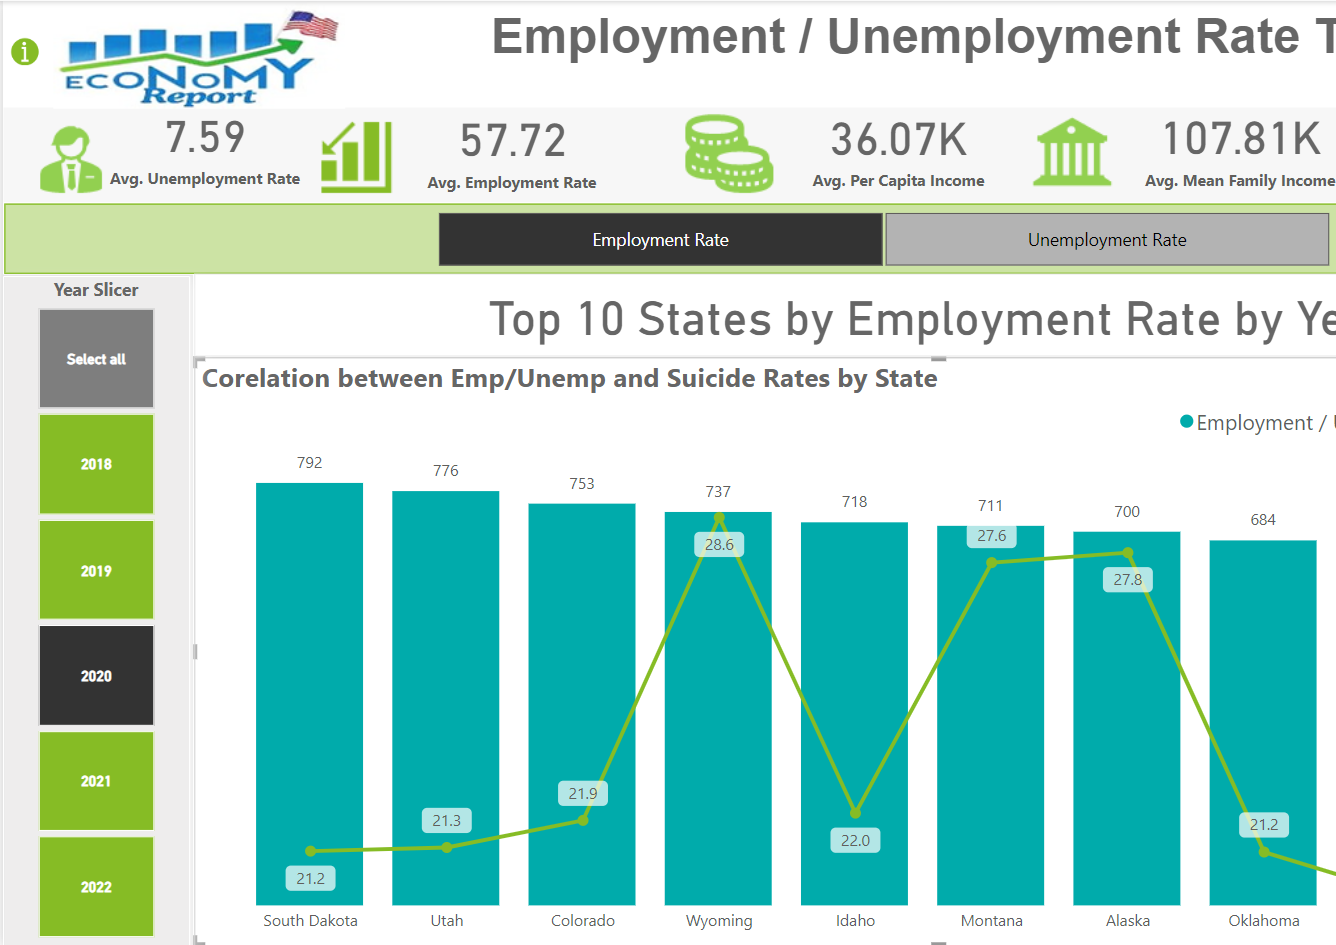 Employment / Unemployment Rate T
i
ECONOMY
Report
7.59
Avg. Unemployment Rate
57.72
Avg. Employment Rate
36.07K
Avg. Per Capita Income
107.81K
Avg. Mean Family Income
Employment Rate
Unemployment Rate
Year Slicer
Select all
2018
2019
2020
2021
2022
Top 10 States by Employment Rate by Ye
Corelation between Emp/Unemp and Suicide Rates by State
Employment / U
792
776
753
737
718
711
700
684
21.2
21.3
21.9
28.6
22.0
27.6
27.8
21.2
South Dakota
Utah
Colorado
Wyoming
Idaho
Montana
Alaska
Oklahoma